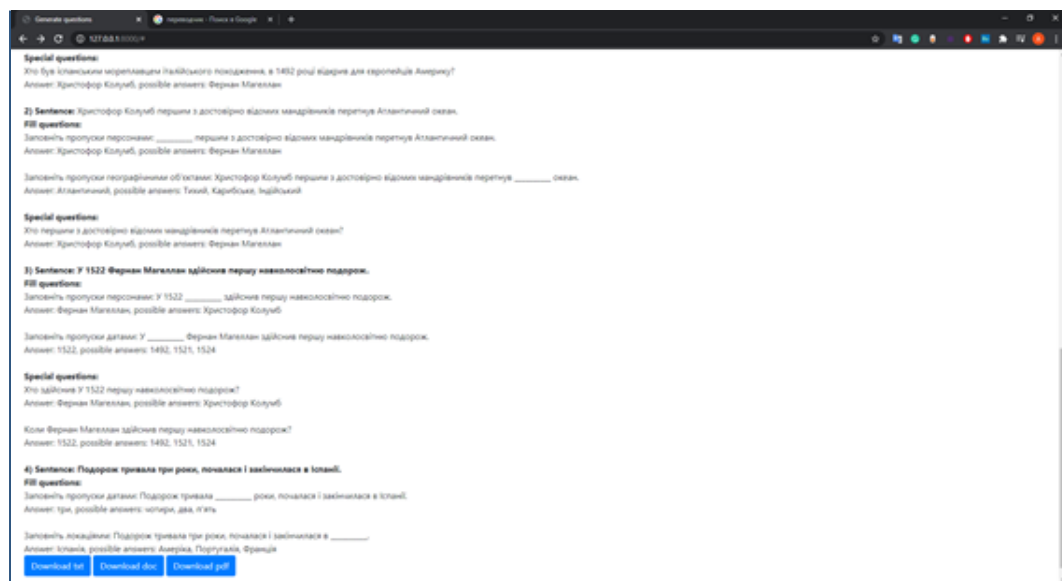 Generate questions
переводчик - Поиск в Google
127.0.0.1:8000/#
Special questions:
Хто був іспанським мореплавцем італійського походження, в 1492 році відкрив для європейців Америку?
Answer: Христофор Колумб, possible answers: Фернан Магеллан
2) Sentence: Христофор Колумб першим з достовірно відомих мандрівників перетнув Атлантичний океан.
Fill questions:
Заповніть пропуски персонами: ________ першим з достовірно відомих мандрівників перетнув Атлантичний океан.
Answer: Христофор Колумб, possible answers: Фернан Магеллан
Заповніть пропуски географічними об'єктами: Христофор Колумб першим з достовірно відомих мандрівників перетнув ________ океан.
Answer: Атлантичний, possible answers: Тихий, Карибське, Індійський
Special questions:
Хто першим з достовірно відомих мандрівників перетнув Атлантичний океан?
Answer: Христофор Колумб, possible answers: Фернан Магеллан
3) Sentence: У 1522 Фернан Магеллан здійснив першу навколосвітню подорож.
Fill questions:
Заповніть пропуски персонами: У 1522 ________ здійснив першу навколосвітню подорож.
Answer: Фернан Магеллан, possible answers: Христофор Колумб
Заповніть пропуски датами: У ________ Фернан Магеллан здійснив першу навколосвітню подорож.
Answer: 1522, possible answers: 1492, 1521, 1524
Special questions:
Хто здійснив У 1522 першу навколосвітню подорож?
Answer: Фернан Магеллан, possible answers: Христофор Колумб
Коли Фернан Магеллан здійснив першу навколосвітню подорож?
Answer: 1522, possible answers: 1492, 1521, 1524
4) Sentence: Подорож тривала три роки, почалася і закінчилася в Іспанії.
Fill questions:
Заповніть пропуски датами: Подорож тривала ________ роки, почалася і закінчилася в Іспанії.
Answer: три, possible answers: чотири, два, п'ять
Заповніть локаціями: Подорож тривала три роки, почалася і закінчилася в ________.
Answer: Іспанія, possible answers: Америка, Португалія, Франція
Download txt Download doc Download pdf